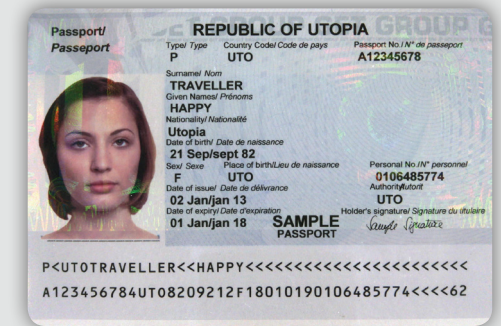 Passport/
Passeport
REPUBLIC OF UTOPIA
Type/ Type Country Code/ Code de pays Passport No./N° de passeport
P UTO A12345678
Surname/ Nom
TRAVELLER
Given Names/ Prénoms
HAPPY
Nationality/ Nationalité
Utopia
Date of birth/ Date de naissance
21 Sep/sept 82
Sex/ Sexe Place of birth/Lieu de naissance Personal No./N° personnel
F UTO 0106485774
Date of issue/ Date de délivrance Authority/
02 Jan/jan 13 UTO
Date of expiry/ Date d'expiration Holder's signature/ Signature du titulaire
01 Jan/jan 18 SAMPLE PASSPORT Sample Signature
P<UTOTRAVELLER<<HAPPY<<<<<<<<<<<<<<<<<<<<<<<
A123456784UTO8209212F18010190106485774<<<<62